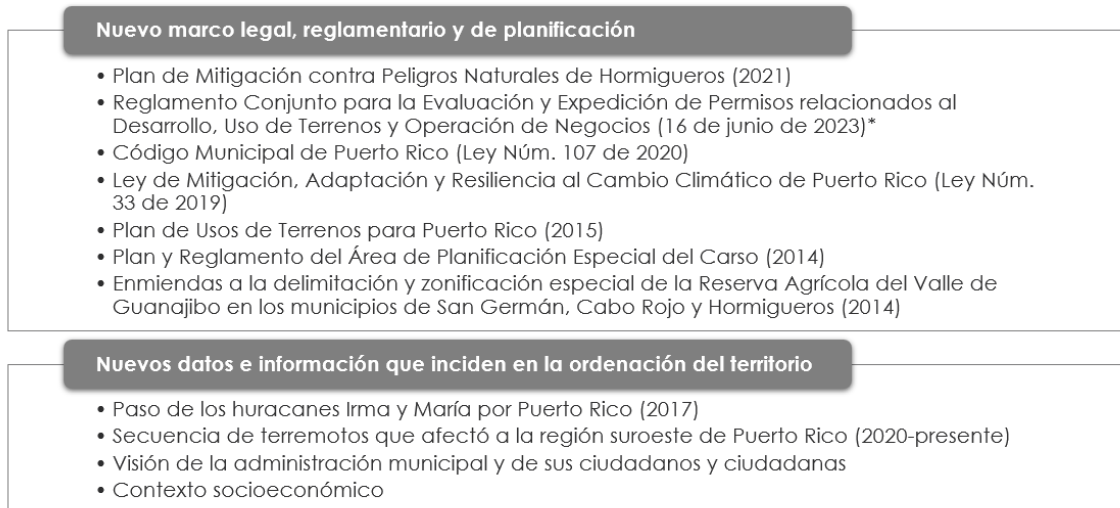 Nuevo marco legal, reglamentario y de planificación
• Plan de Mitigación contra Peligros Naturales de Hormigueros (2021)
• Reglamento Conjunto para la Evaluación y Expedición de Permisos relacionados al
Desarrollo, Uso de Terrenos y Operación de Negocios (16 de junio de 2023)*
• Código Municipal de Puerto Rico (Ley Núm. 107 de 2020)
• Ley de Mitigación, Adaptación y Resiliencia al Cambio Climático de Puerto Rico (Ley Núm.
33 de 2019)
• Plan de Usos de Terrenos para Puerto Rico (2015)
• Plan y Reglamento del Área de Planificación Especial del Carso (2014)
• Enmiendas a la delimitación y zonificación especial de la Reserva Agrícola del Valle de
Guanajibo en los municipios de San Germán, Cabo Rojo y Hormigueros (2014)
Nuevos datos e información que inciden en la ordenación del territorio
• Paso de los huracanes Irma y María por Puerto Rico (2017)
• Secuencia de terremotos que afectó a la región suroeste de Puerto Rico (2020-presente)
• Visión de la administración municipal y de sus ciudadanos y ciudadanas
• Contexto socioeconómico